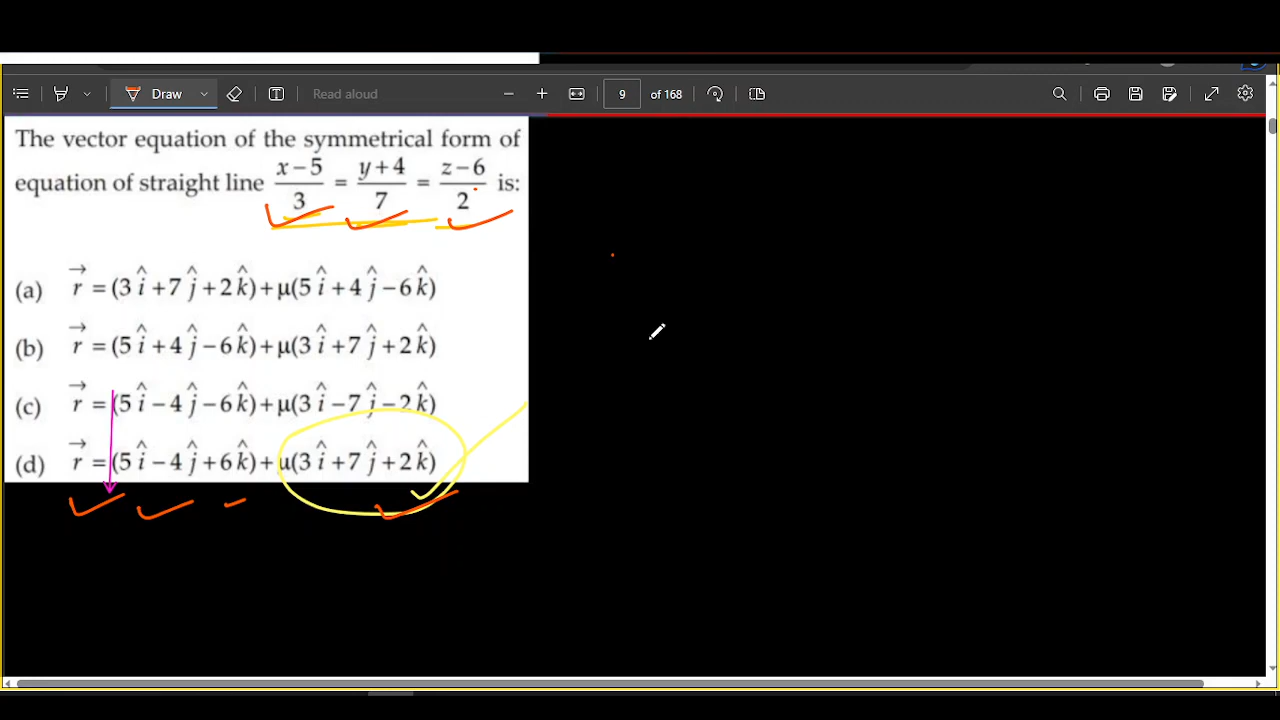 Draw
Read aloud
9 of 168
The vector equation of the symmetrical form of
equation of straight line (x − 5)/3 = (y + 4)/7 = (z − 6)/2 is:
(a) r⃗ = (3î + 7ĵ + 2k̂) + μ(5î + 4ĵ − 6k̂)
(b) r⃗ = (5î + 4ĵ − 6k̂) + μ(3î + 7ĵ + 2k̂)
(c) r⃗ = (5î − 4ĵ − 6k̂) + μ(3î − 7ĵ − 2k̂)
(d) r⃗ = (5î − 4ĵ + 6k̂) + μ(3î + 7ĵ + 2k̂)